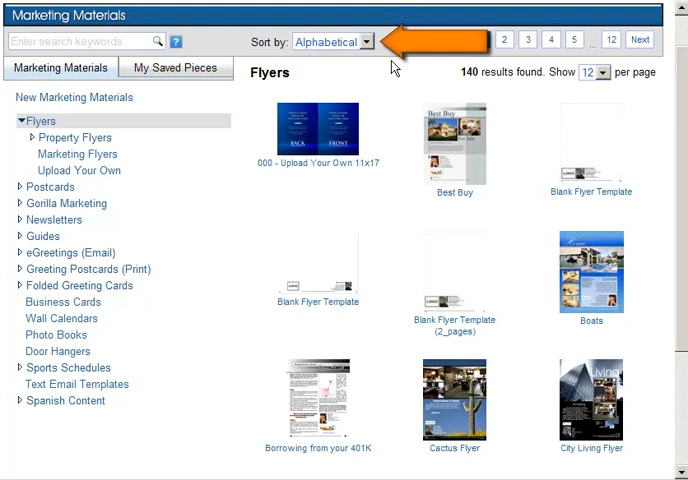 Marketing Materials
Enter search keywords
?
Sort by: Alphabetical
2 3 4 5 ... 12 Next
Marketing Materials
My Saved Pieces
Flyers
140 results found. Show 12 per page
New Marketing Materials
Flyers
Property Flyers
Marketing Flyers
Upload Your Own
Postcards
Gorilla Marketing
Newsletters
Guides
eGreetings (Email)
Greeting Postcards (Print)
Folded Greeting Cards
Business Cards
Wall Calendars
Photo Books
Door Hangers
Sports Schedules
Text Email Templates
Spanish Content
BACK FRONT
000 - Upload Your Own 11x17
Best Buy
Best Buy
LOGO
Blank Flyer Template
LOGO
Blank Flyer Template
LOGO
Blank Flyer Template
(2_pages)
Home
Boats
Borrowing from your 401K
Cactus Flyer
Living
City Living Flyer